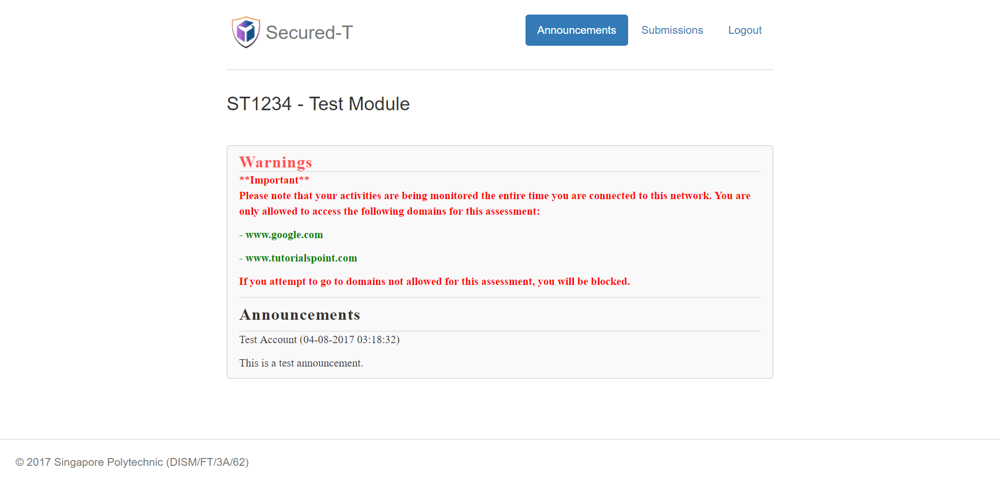 Secured-T
Announcements
Submissions
Logout
ST1234 - Test Module
Warnings
**Important**
Please note that your activities are being monitored the entire time you are connected to this network. You are
only allowed to access the following domains for this assessment:
- www.google.com
- www.tutorialspoint.com
If you attempt to go to domains not allowed for this assessment, you will be blocked.
Announcements
Test Account (04-08-2017 03:18:32)
This is a test announcement.
© 2017 Singapore Polytechnic (DISM/FT/3A/62)